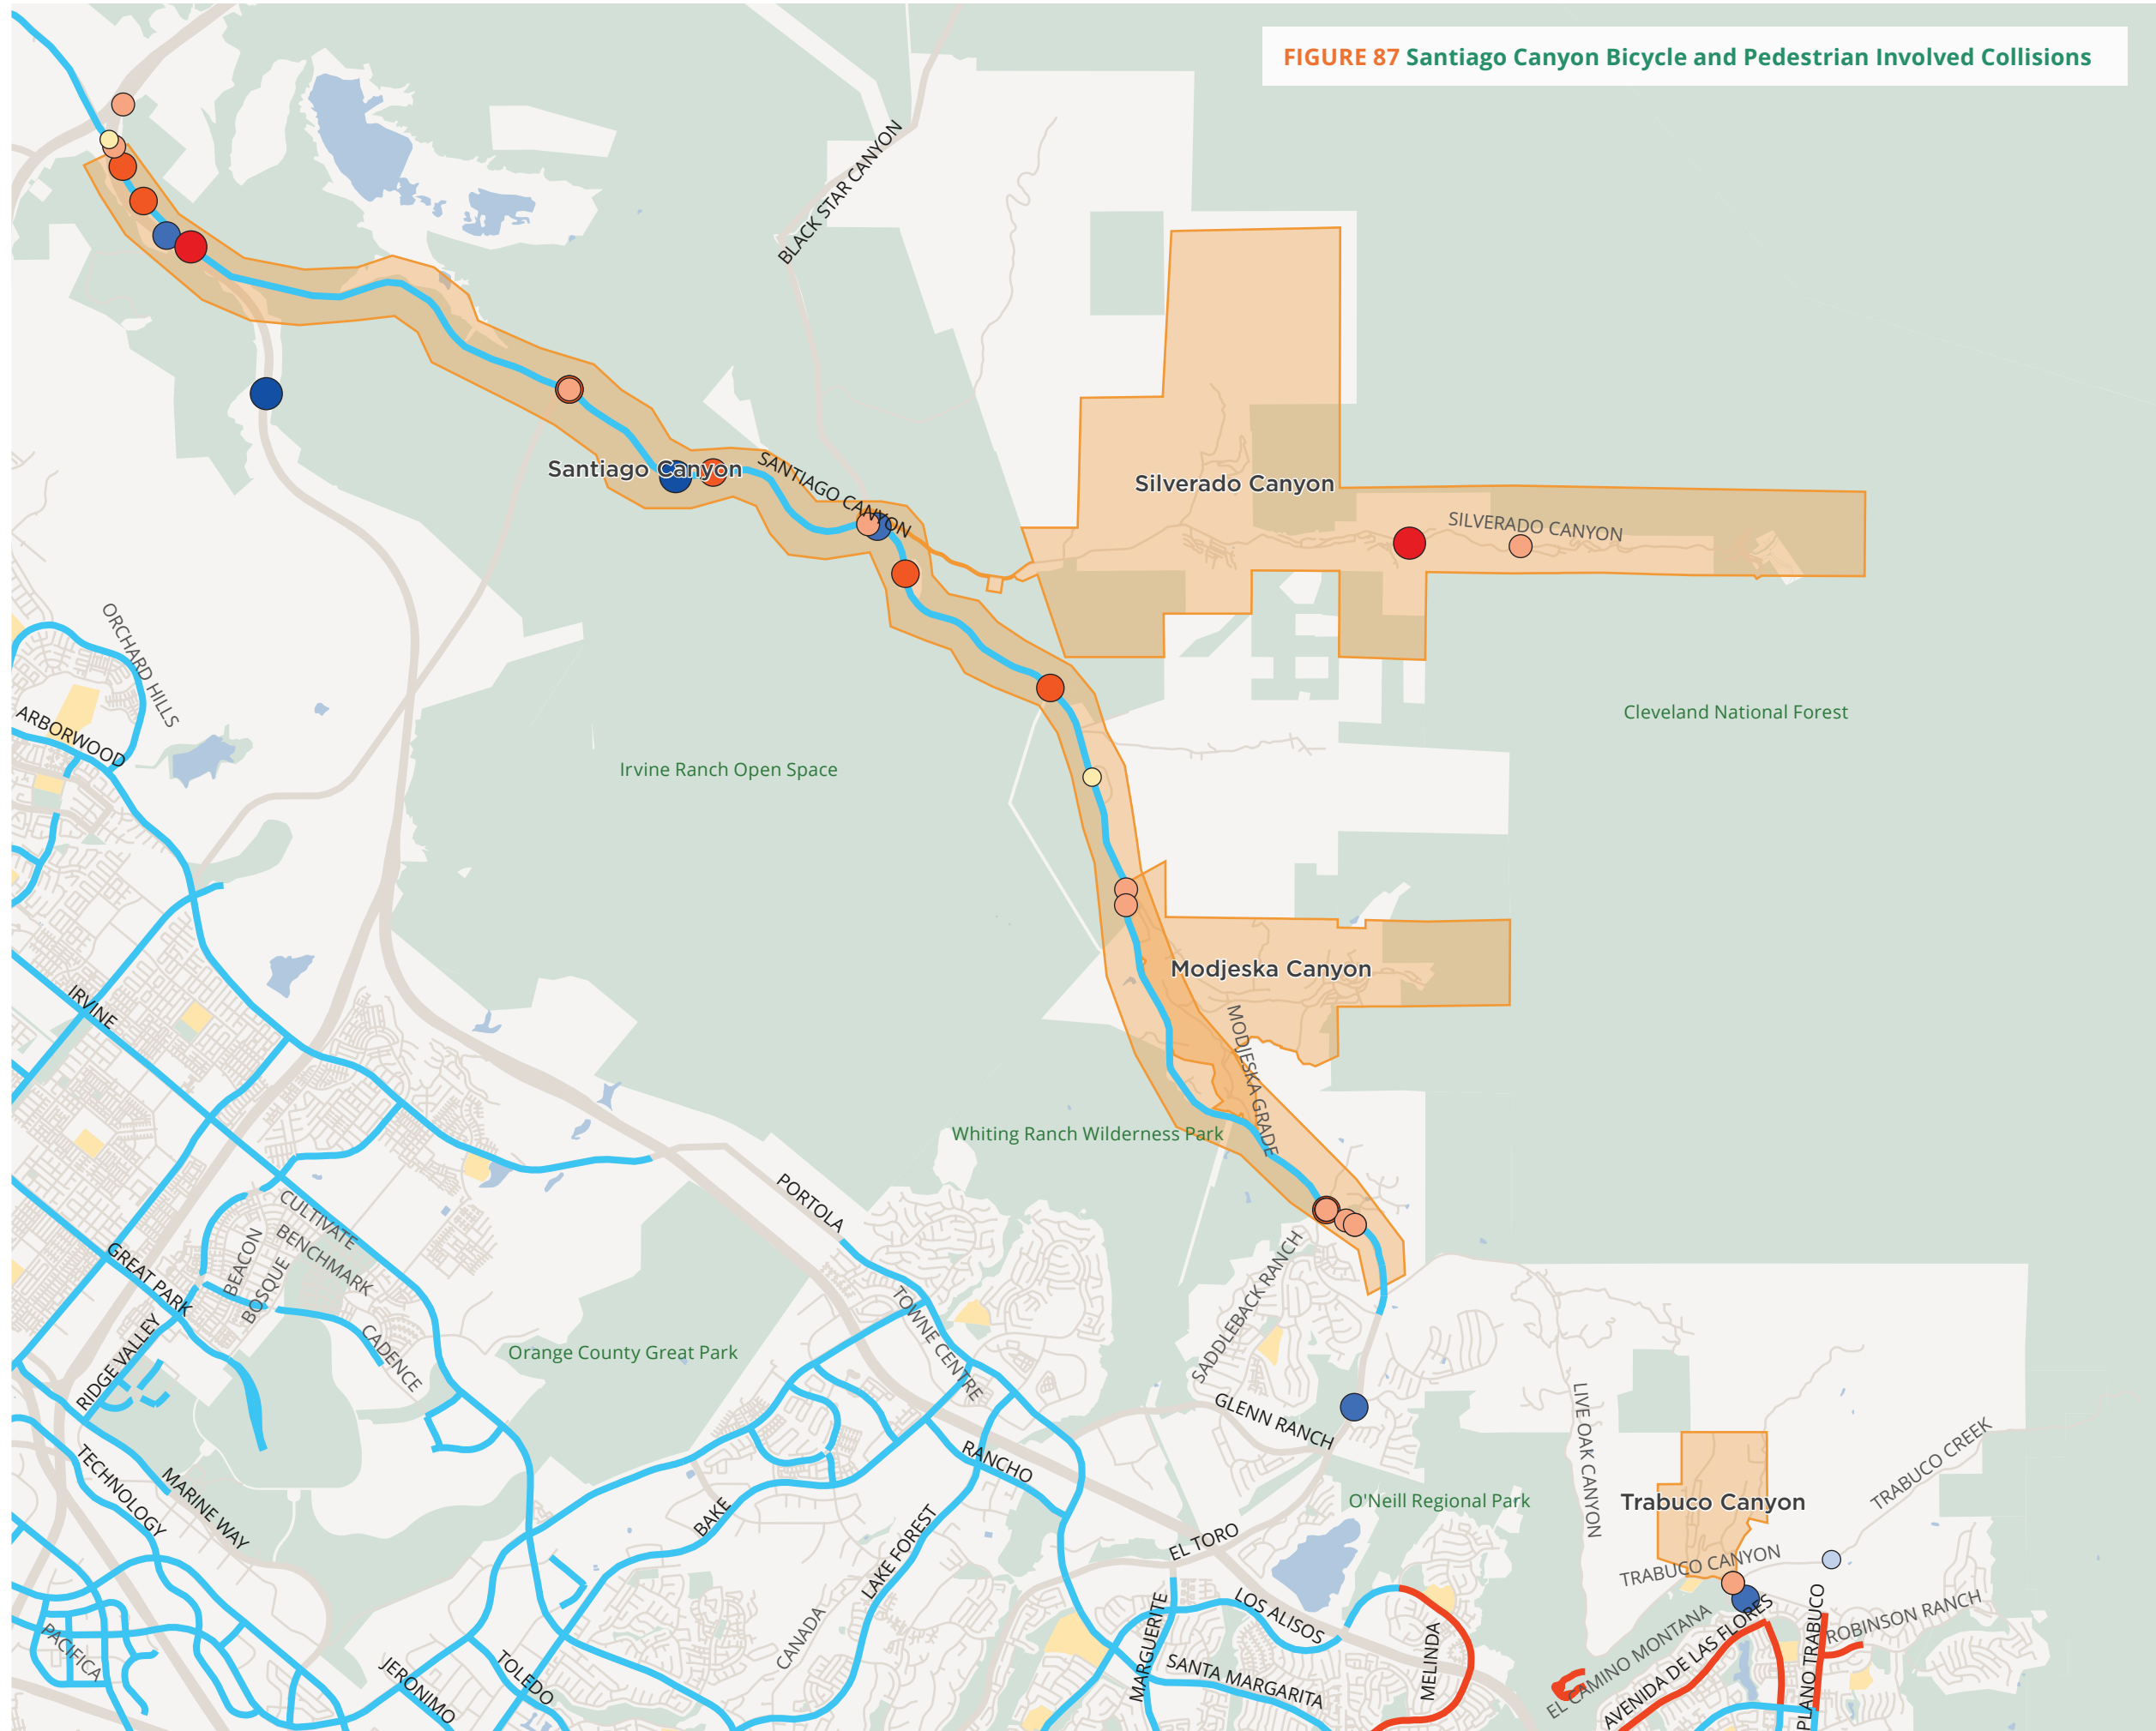 FIGURE 87 Santiago Canyon Bicycle and Pedestrian Involved Collisions
BLACK STAR CANYON
Santiago Canyon
SANTIAGO CANYON
Silverado Canyon
SILVERADO CANYON
ORCHARD HILLS
ARBORWOOD
Cleveland National Forest
Irvine Ranch Open Space
IRVINE
Modjeska Canyon
MODJESKA GRADE
Whiting Ranch Wilderness Park
PORTOLA
CULTIVATE
BENCHMARK
BEACON
BOSQUE
GREAT PARK
RIDGE VALLEY
CADENCE
TOWNE CENTRE
SADDLEBACK RANCH
Orange County Great Park
GLENN RANCH
LIVE OAK CANYON
RANCHO
TECHNOLOGY
MARINE WAY
BAKE
LAKE FOREST
EL TORO
O'Neill Regional Park
Trabuco Canyon
TRABUCO CREEK
TRABUCO CANYON
PACIFICA
JERONIMO
TOLEDO
CANADA
MARGUERITE
LOS ALISOS
SANTA MARGARITA
MELINDA
EL CAMINO MONTANA
AVENIDA DE LAS FLORES
PLANO TRABUCO
ROBINSON RANCH